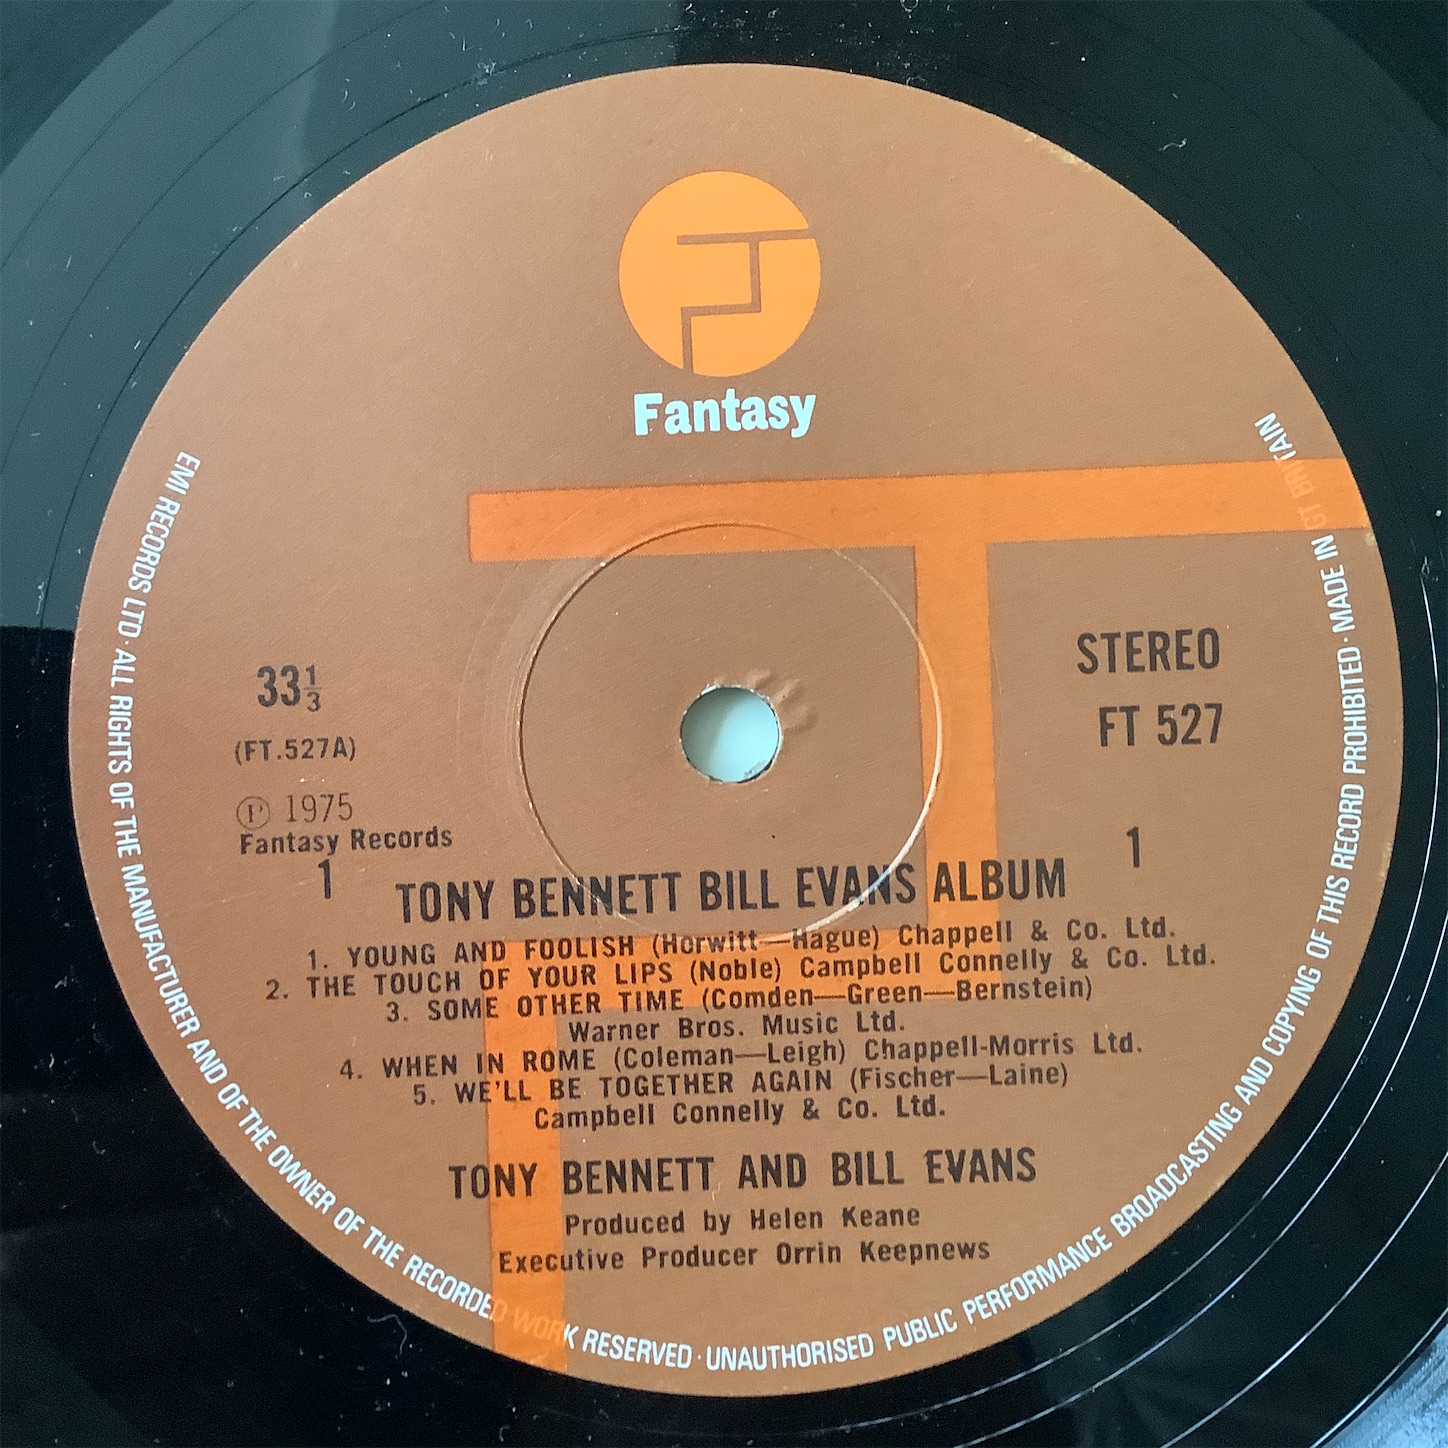 Fantasy
33⅓
(FT.527A)
℗ 1975
Fantasy Records
1
STEREO
FT 527
1
TONY BENNETT BILL EVANS ALBUM
1. YOUNG AND FOOLISH (Horwitt—Hague) Chappell & Co. Ltd.
2. THE TOUCH OF YOUR LIPS (Noble) Campbell Connelly & Co. Ltd.
3. SOME OTHER TIME (Comden—Green—Bernstein)
Warner Bros. Music Ltd.
4. WHEN IN ROME (Coleman—Leigh) Chappell-Morris Ltd.
5. WE'LL BE TOGETHER AGAIN (Fischer—Laine)
Campbell Connelly & Co. Ltd.
TONY BENNETT AND BILL EVANS
Produced by Helen Keane
Executive Producer Orrin Keepnews
EMI RECORDS LTD · ALL RIGHTS OF THE MANUFACTURER AND OF THE OWNER OF THE RECORDED WORK RESERVED · UNAUTHORISED PUBLIC PERFORMANCE BROADCASTING AND COPYING OF THIS RECORD PROHIBITED · MADE IN GT BRITAIN